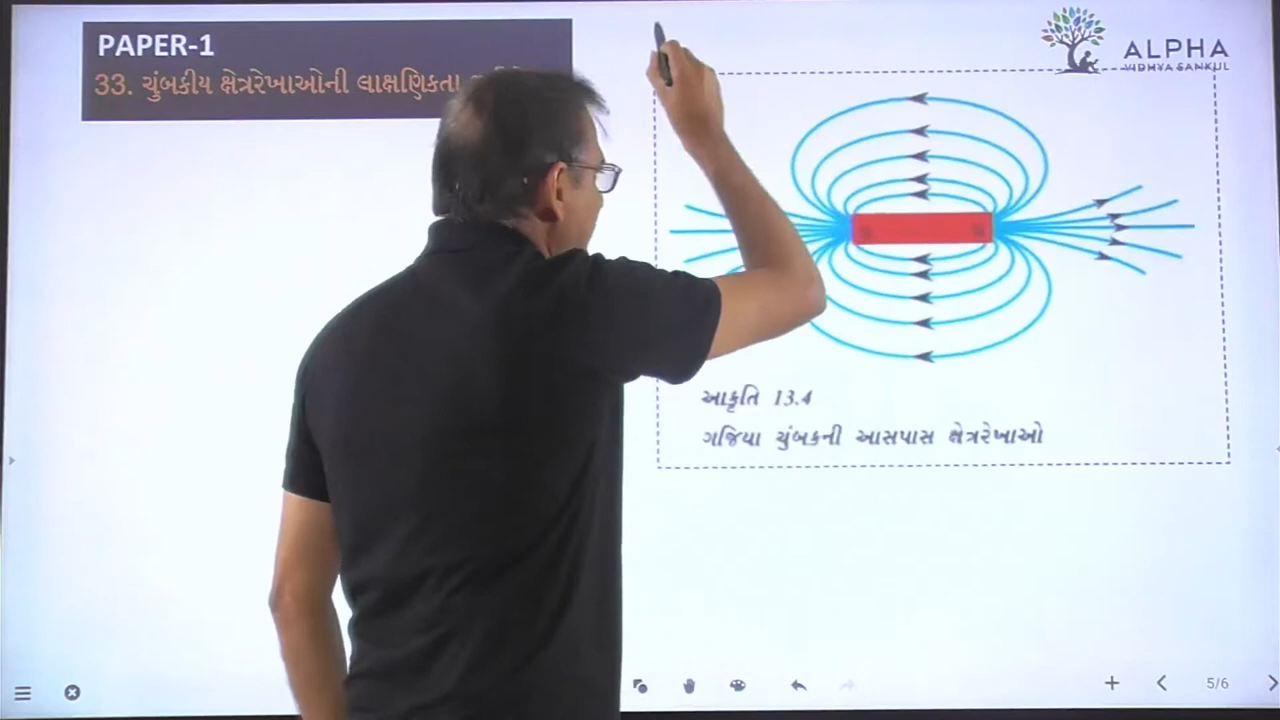 PAPER-1
33. ચુંબકીય ક્ષેત્રરેખાઓની લાક્ષણિકતા
ALPHA
VIDHYA SANKUL
આકૃતિ 13.4
ગજિયા ચુંબકની આસપાસ ક્ષેત્રરેખાઓ
5/6